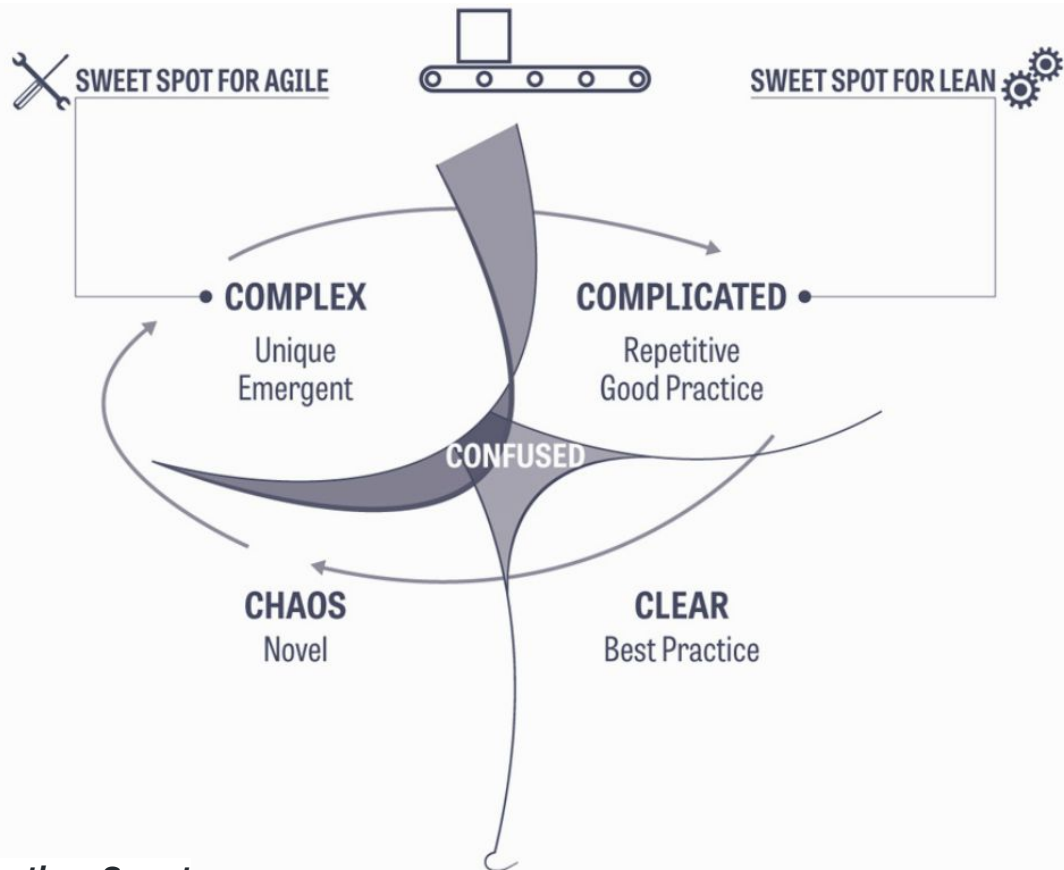 SWEET SPOT FOR AGILE
SWEET SPOT FOR LEAN
COMPLEX
Unique
Emergent
COMPLICATED
Repetitive
Good Practice
CONFUSED
CHAOS
Novel
CLEAR
Best Practice